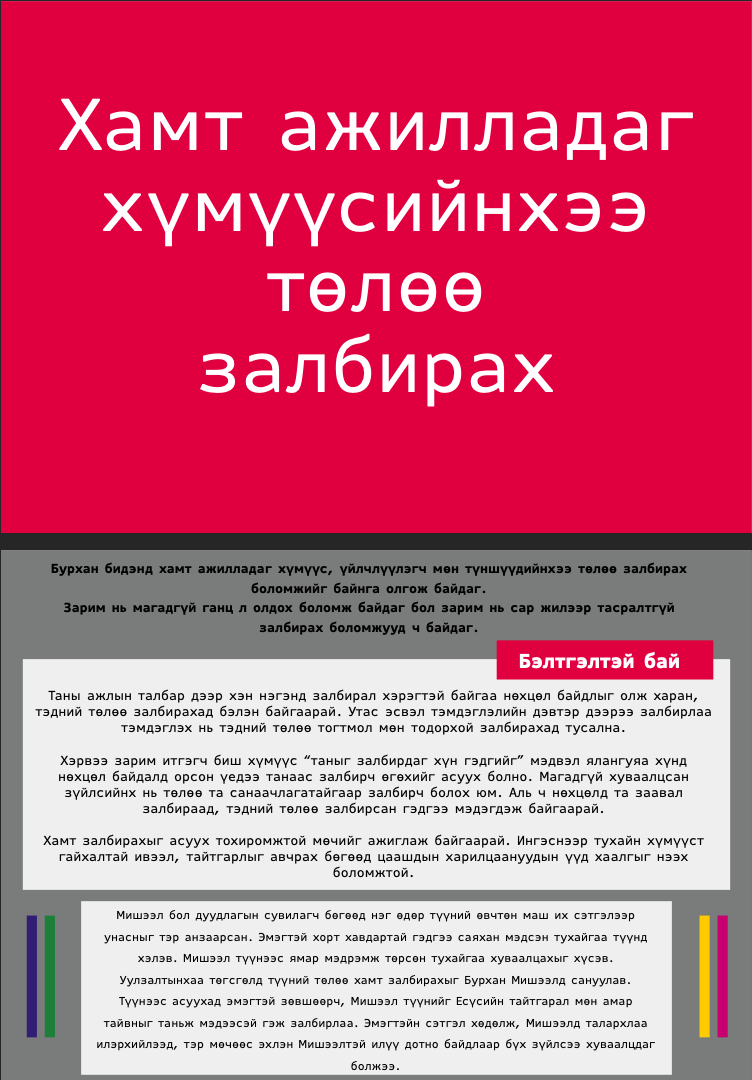 Хамт ажилладаг
хүмүүсийнхээ
төлөө
залбирах
Бурхан бидэнд хамт ажилладаг хүмүүс, үйлчлүүлэгч мөн түншүүдийнхээ төлөө залбирах
боломжийг байнга олгож байдаг.
Зарим нь магадгүй ганц л олдох боломж байдаг бол зарим нь сар жилээр тасралтгүй
залбирах боломжууд ч байдаг.
Бэлтгэлтэй бай
Таны ажлын талбар дээр хэн нэгэнд залбирал хэрэгтэй байгаа нөхцөл байдлыг олж харан,
тэдний төлөө залбирахад бэлэн байгаарай. Утас эсвэл тэмдэглэлийн дэвтэр дээрээ залбирлаа
тэмдэглэх нь тэдний төлөө тогтмол мөн тодорхой залбирахад тусална.
Хэрвээ зарим итгэгч биш хүмүүс “таныг залбирдаг хүн гэдгийг” мэдвэл ялангуяа хүнд
нөхцөл байдалд орсон үедээ танаас залбирч өгөхийг асуух болно. Магадгүй хуваалцсан
зүйлсийнх нь төлөө та санаачлагатайгаар залбирч болох юм. Аль ч нөхцөлд та заавал
залбираад, тэдний төлөө залбирсан гэдгээ мэдэгдэж байгаарай.
Хамт залбирахыг асуух тохиромжтой мөчийг ажиглаж байгаарай. Ингэснээр тухайн хүмүүст
гайхалтай ивээл, тайтгарлыг авчрах бөгөөд цаашдын харилцаануудын үүд хаалгыг нээх
боломжтой.
Мишээл бол дуудлагын сувилагч бөгөөд нэг өдөр түүний өвчтөн маш их сэтгэлээр
унасныг тэр анзаарсан. Эмэгтэй хорт хавдартай гэдгээ саяхан мэдсэн тухайгаа түүнд
хэлэв. Мишээл түүнээс ямар мэдрэмж төрсөн тухайгаа хуваалцахыг хүсэв.
Уулзалтынхаа төгсгөлд түүний төлөө хамт залбирахыг Бурхан Мишээлд сануулав.
Түүнээс асуухад эмэгтэй зөвшөөрч, Мишээл түүнийг Есүсийн тайтгарал мөн амар
тайвныг таньж мэдээсэй гэж залбирлаа. Эмэгтэйн сэтгэл хөдөлж, Мишээлд талархлаа
илэрхийлээд, тэр мөчөөс эхлэн Мишээлтэй илүү дотно байдлаар бүх зүйлсээ хуваалцдаг
болжээ.